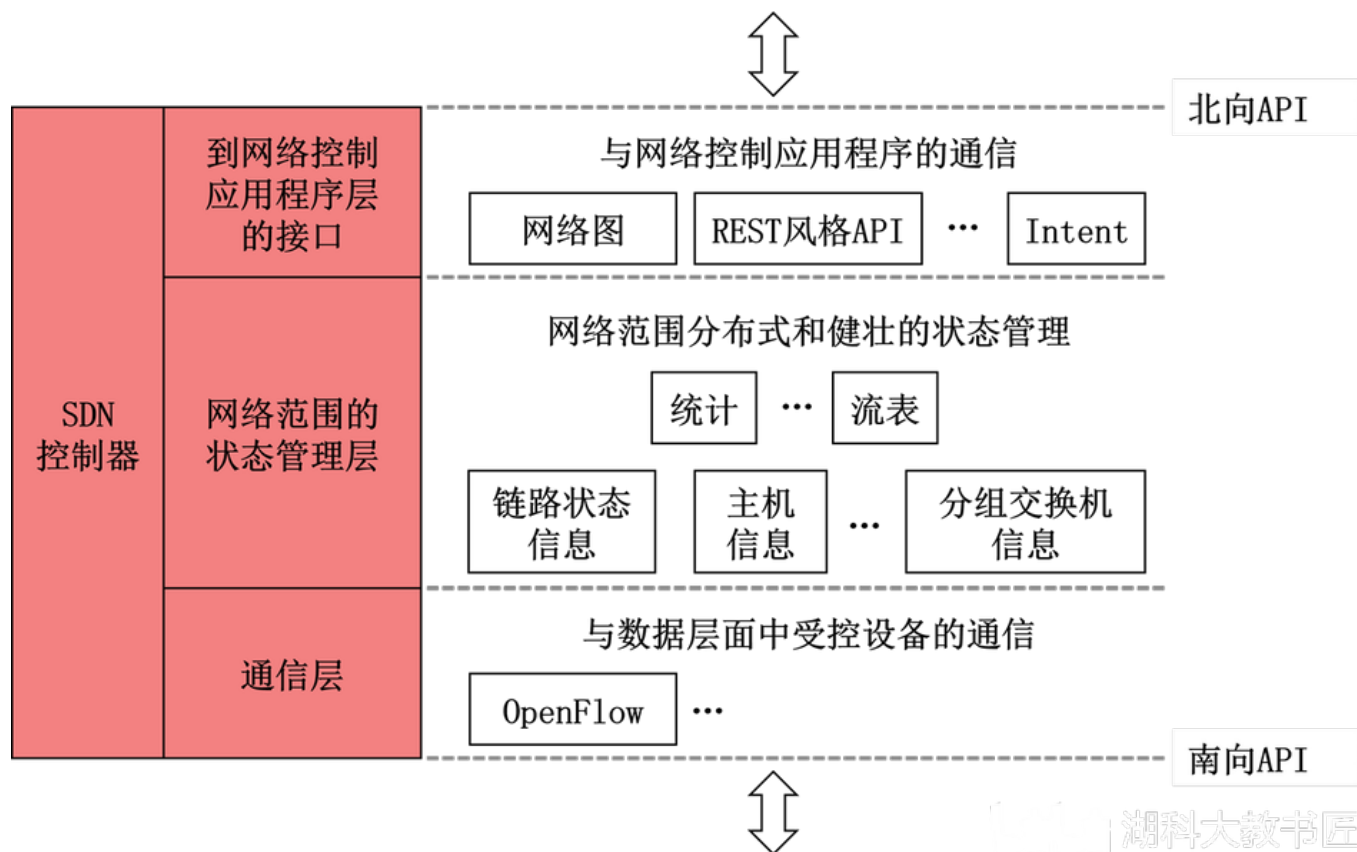 北向API
到网络控制
应用程序层
的接口
与网络控制应用程序的通信
网络图
REST风格API
…
Intent
SDN
控制器
网络范围的
状态管理层
网络范围分布式和健壮的状态管理
统计
…
流表
链路状态
信息
主机
信息
…
分组交换机
信息
通信层
与数据层面中受控设备的通信
OpenFlow
…
南向API
湖科大教书匠